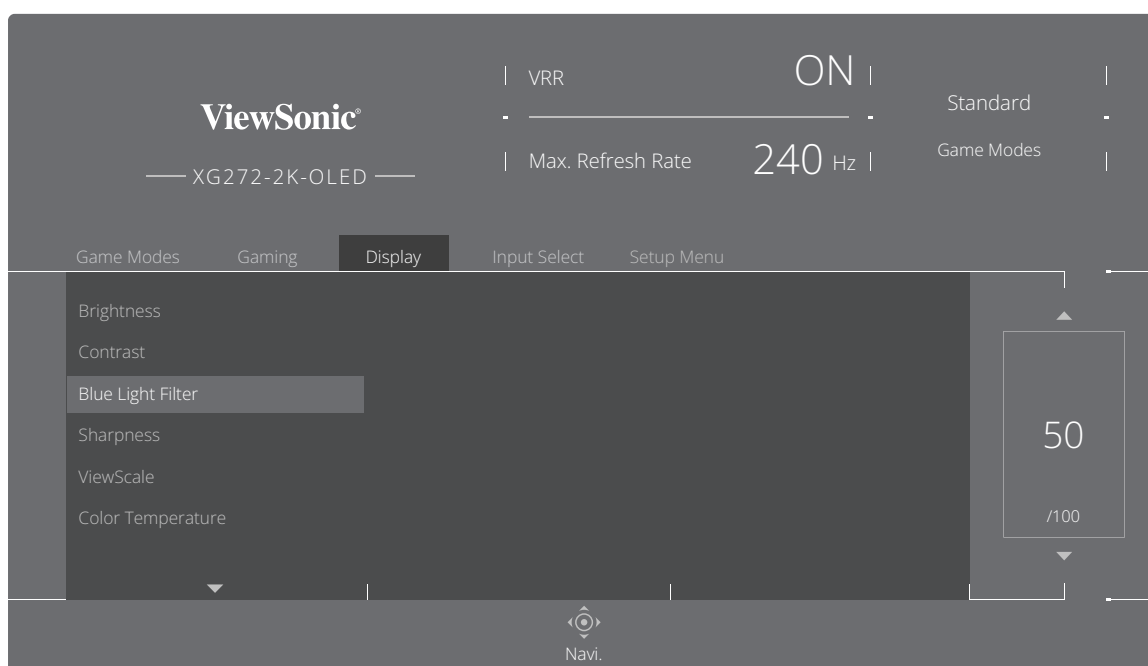 ViewSonic®
XG272-2K-OLED
VRR ON
Max. Refresh Rate 240 Hz
Standard
Game Modes
Game Modes Gaming Display Input Select Setup Menu
Brightness
Contrast
Blue Light Filter
Sharpness
ViewScale
Color Temperature
50
/100
Navi.